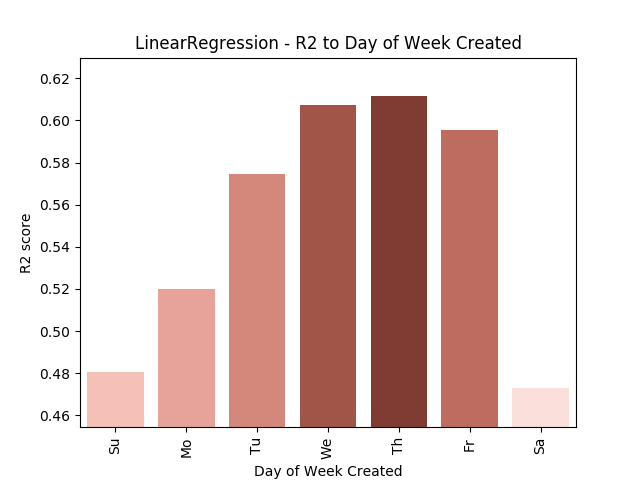 LinearRegression - R2 to Day of Week Created
R2 score
0.62
0.60
0.58
0.56
0.54
0.52
0.50
0.48
0.46
Su Mo Tu We Th Fr Sa
Day of Week Created